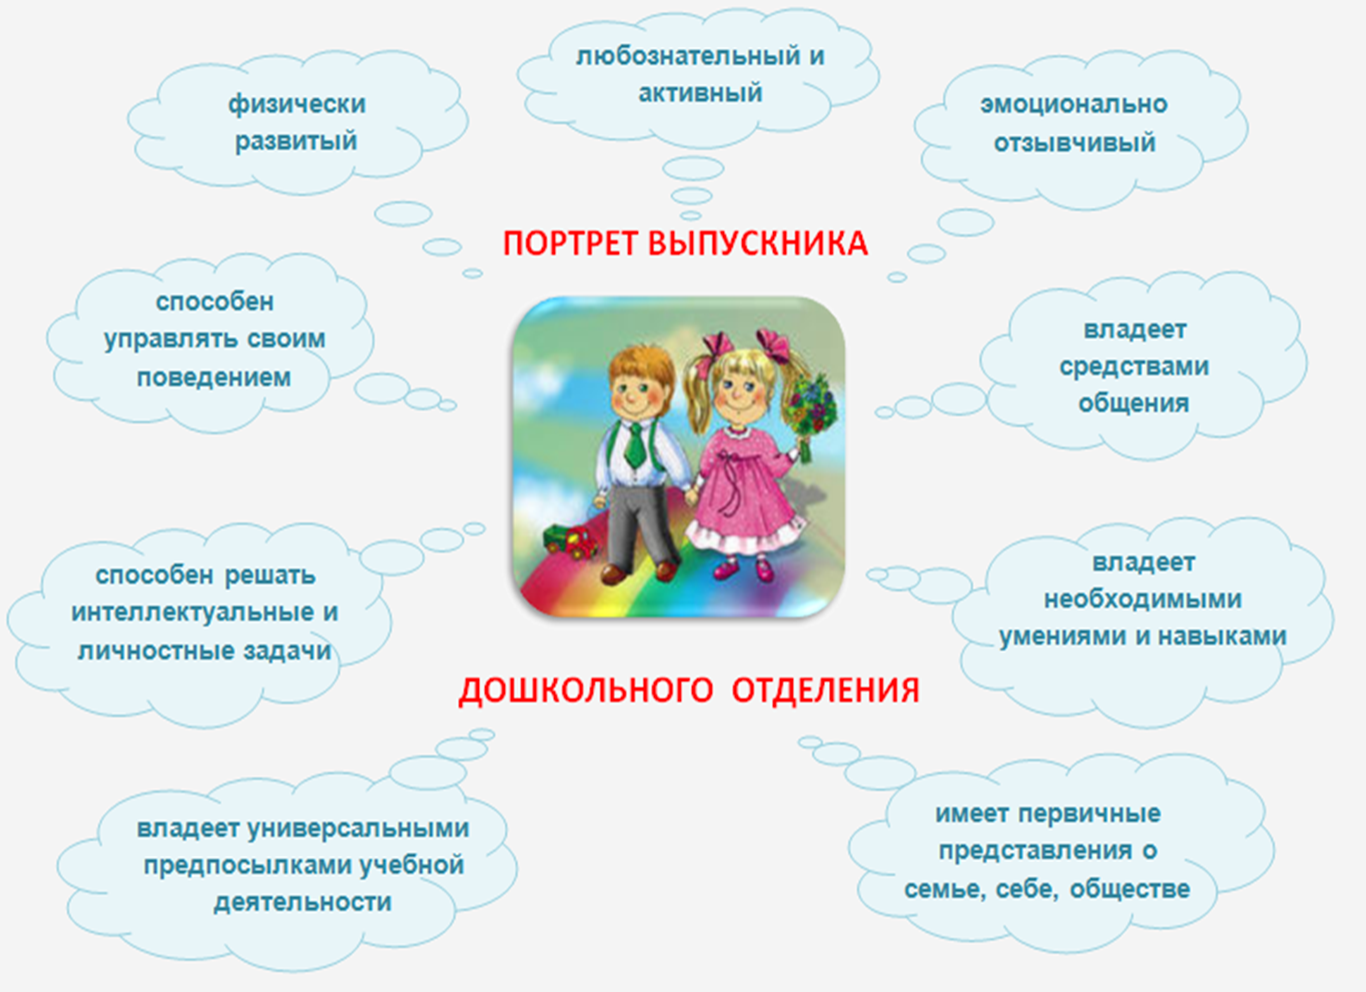 любознательный и
активный
физически
развитый
эмоционально
отзывчивый
ПОРТРЕТ ВЫПУСКНИКА
способен
управлять своим
поведением
владеет
средствами
общения
способен решать
интеллектуальные и
личностные задачи
владеет
необходимыми
умениями и навыками
ДОШКОЛЬНОГО ОТДЕЛЕНИЯ
владеет универсальными
предпосылками учебной
деятельности
имеет первичные
представления о
семье, себе, обществе